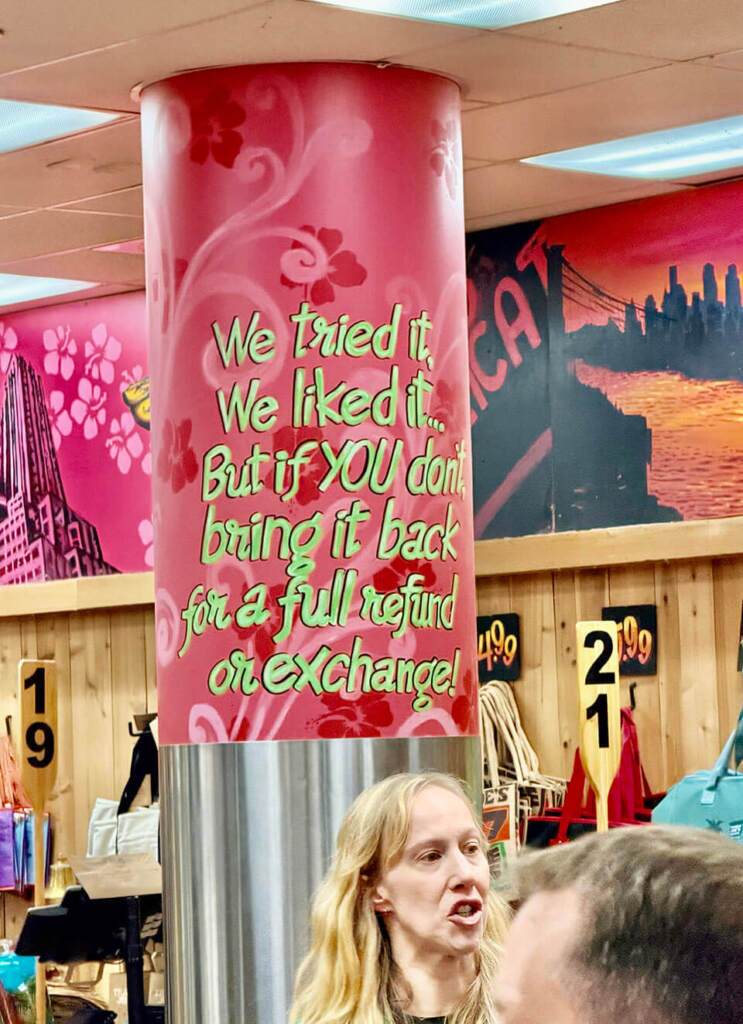 We tried it.
We liked it...
But if YOU don't,
bring it back
for a full refund
or exchange!
ICAT
4.99
.99
19
21